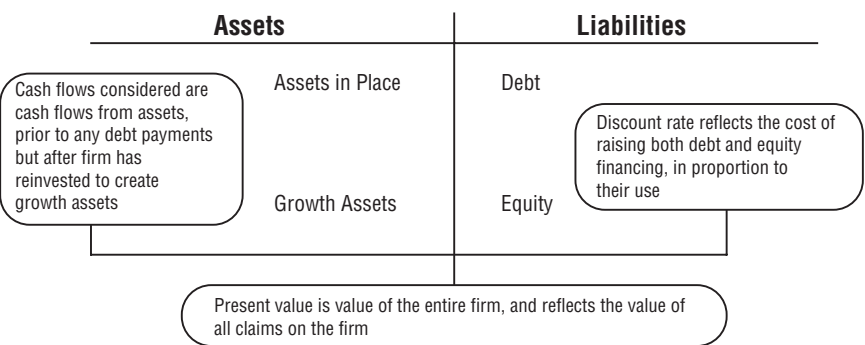 Assets
Liabilities
Cash flows considered are
cash flows from assets,
prior to any debt payments
but after firm has
reinvested to create
growth assets
Assets in Place
Growth Assets
Debt
Equity
Discount rate reflects the cost of
raising both debt and equity
financing, in proportion to
their use
Present value is value of the entire firm, and reflects the value of
all claims on the firm